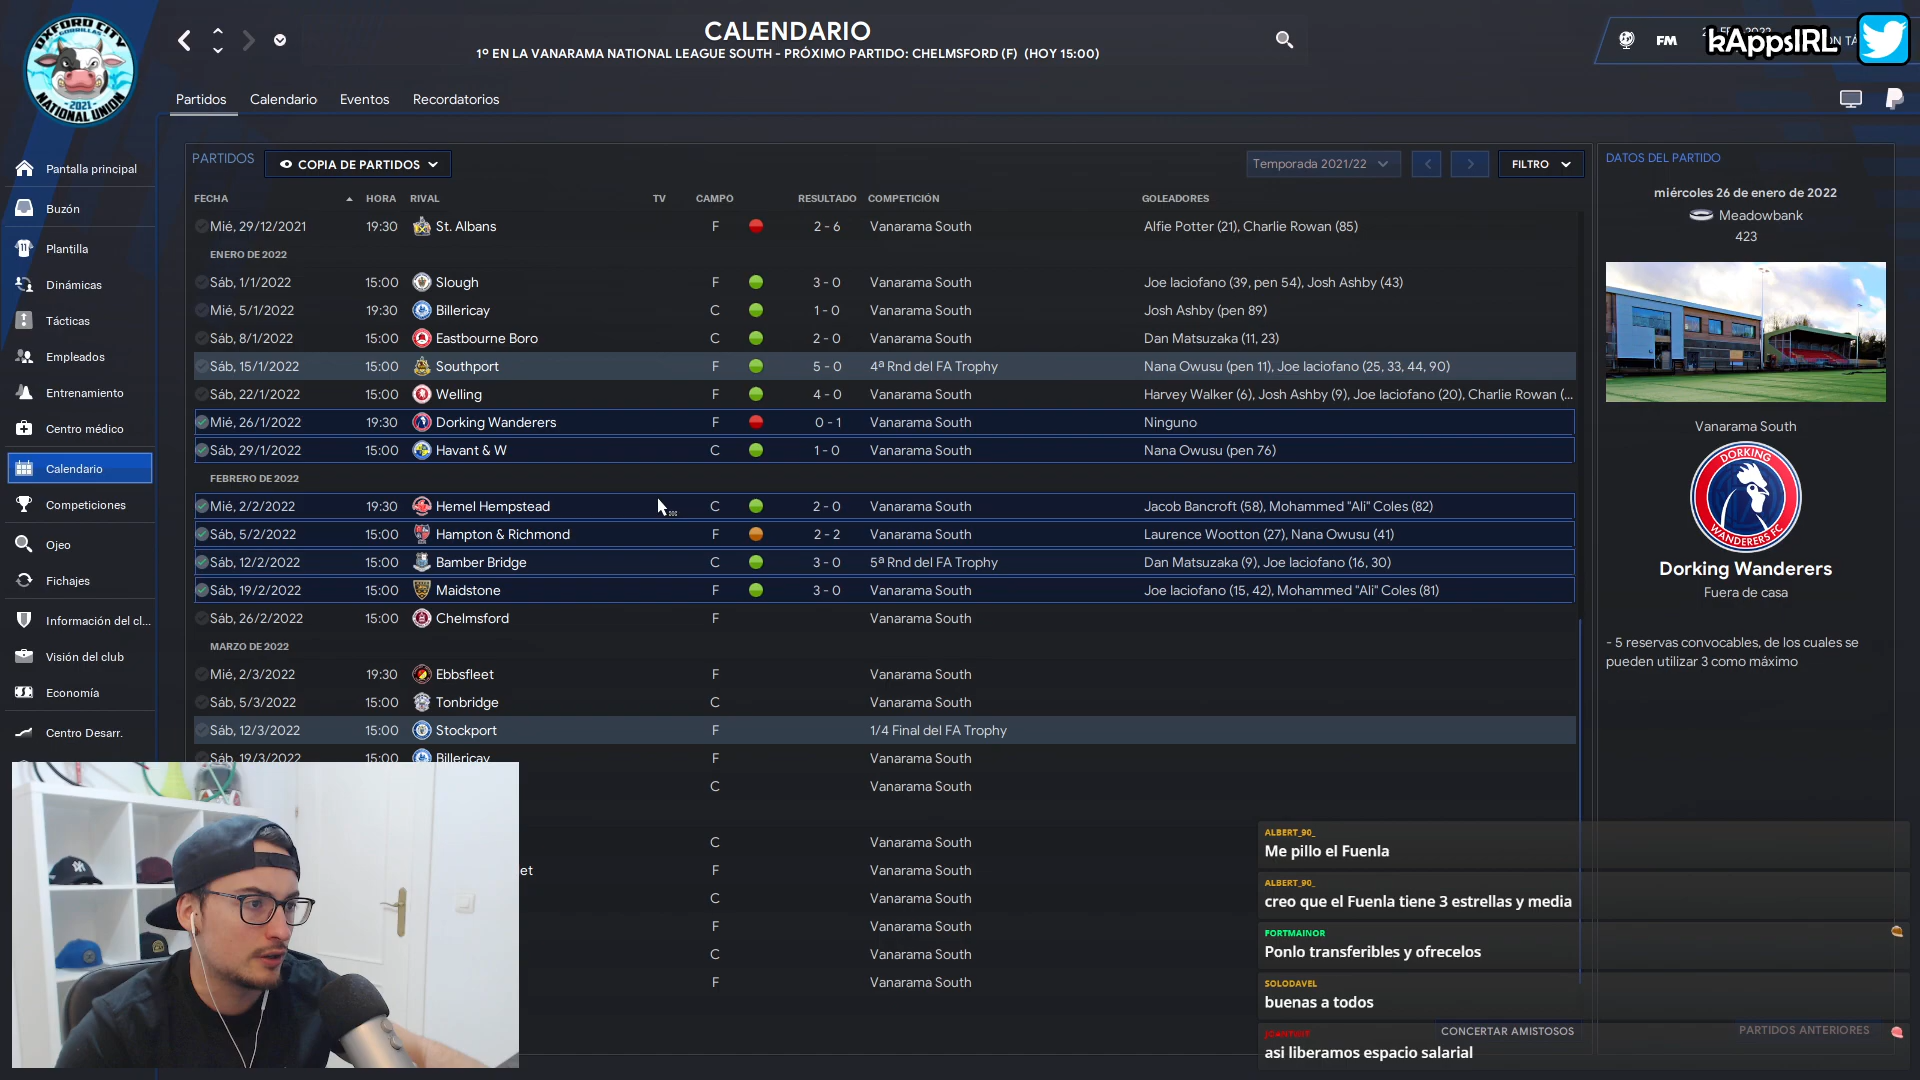 OXFORD CITY
GORRILLAS
- 2021 -
NATIONAL UNION
CALENDARIO
1º EN LA VANARAMA NATIONAL LEAGUE SOUTH - PRÓXIMO PARTIDO: CHELMSFORD (F) (HOY 15:00)
FM
kAppsIRL
Partidos Calendario Eventos Recordatorios
Pantalla principal
Buzón
Plantilla
Dinámicas
Tácticas
Empleados
Entrenamiento
Centro médico
Calendario
Competiciones
Ojeo
Fichajes
Información del cl...
Visión del club
Economía
Centro Desarr.
PARTIDOS COPIA DE PARTIDOS Temporada 2021/22 FILTRO
FECHA HORA RIVAL TV CAMPO RESULTADO COMPETICIÓN GOLEADORES
Mié, 29/12/2021 19:30 St. Albans F 2 - 6 Vanarama South Alfie Potter (21), Charlie Rowan (85)
ENERO DE 2022
Sáb, 1/1/2022 15:00 Slough F 3 - 0 Vanarama South Joe Iaciofano (39, pen 54), Josh Ashby (43)
Mié, 5/1/2022 19:30 Billericay C 1 - 0 Vanarama South Josh Ashby (pen 89)
Sáb, 8/1/2022 15:00 Eastbourne Boro C 2 - 0 Vanarama South Dan Matsuzaka (11, 23)
Sáb, 15/1/2022 15:00 Southport F 5 - 0 4ª Rnd del FA Trophy Nana Owusu (pen 11), Joe Iaciofano (25, 33, 44, 90)
Sáb, 22/1/2022 15:00 Welling F 4 - 0 Vanarama South Harvey Walker (6), Josh Ashby (9), Joe Iaciofano (20), Charlie Rowan (...
Mié, 26/1/2022 19:30 Dorking Wanderers F 0 - 1 Vanarama South Ninguno
Sáb, 29/1/2022 15:00 Havant & W C 1 - 0 Vanarama South Nana Owusu (pen 76)
FEBRERO DE 2022
Mié, 2/2/2022 19:30 Hemel Hempstead C 2 - 0 Vanarama South Jacob Bancroft (58), Mohammed "Ali" Coles (82)
Sáb, 5/2/2022 15:00 Hampton & Richmond F 2 - 2 Vanarama South Laurence Wootton (27), Nana Owusu (41)
Sáb, 12/2/2022 15:00 Bamber Bridge C 3 - 0 5ª Rnd del FA Trophy Dan Matsuzaka (9), Joe Iaciofano (16, 30)
Sáb, 19/2/2022 15:00 Maidstone F 3 - 0 Vanarama South Joe Iaciofano (15, 42), Mohammed "Ali" Coles (81)
Sáb, 26/2/2022 15:00 Chelmsford F Vanarama South
MARZO DE 2022
Mié, 2/3/2022 19:30 Ebbsfleet F Vanarama South
Sáb, 5/3/2022 15:00 Tonbridge C Vanarama South
Sáb, 12/3/2022 15:00 Stockport F 1/4 Final del FA Trophy
Sáb, 19/3/2022 15:00 Billericay F Vanarama South
C Vanarama South
C Vanarama South
et F Vanarama South
C Vanarama South
F Vanarama South
C Vanarama South
F Vanarama South
CONCERTAR AMISTOSOS
DATOS DEL PARTIDO
miércoles 26 de enero de 2022
Meadowbank
423
Vanarama South
DORKING
WANDERERS FC
Dorking Wanderers
Fuera de casa
- 5 reservas convocables, de los cuales se
pueden utilizar 3 como máximo
PARTIDOS ANTERIORES
ALBERT_90_
Me pillo el Fuenla
ALBERT_90_
creo que el Fuenla tiene 3 estrellas y media
FORTMAINOR
Ponlo transferibles y ofrecelos
SOLODAVEL
buenas a todos
asi liberamos espacio salarial